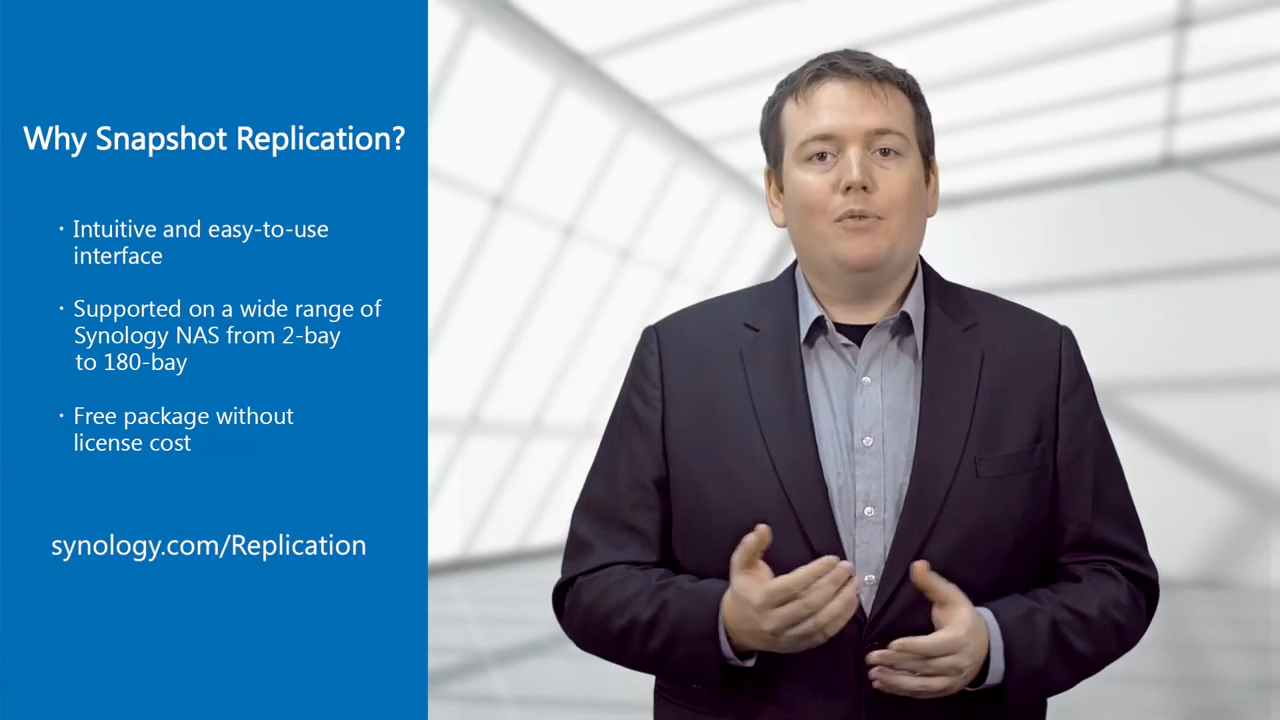 Why Snapshot Replication?
· Intuitive and easy-to-use
interface
· Supported on a wide range of
Synology NAS from 2-bay
to 180-bay
· Free package without
license cost
synology.com/Replication